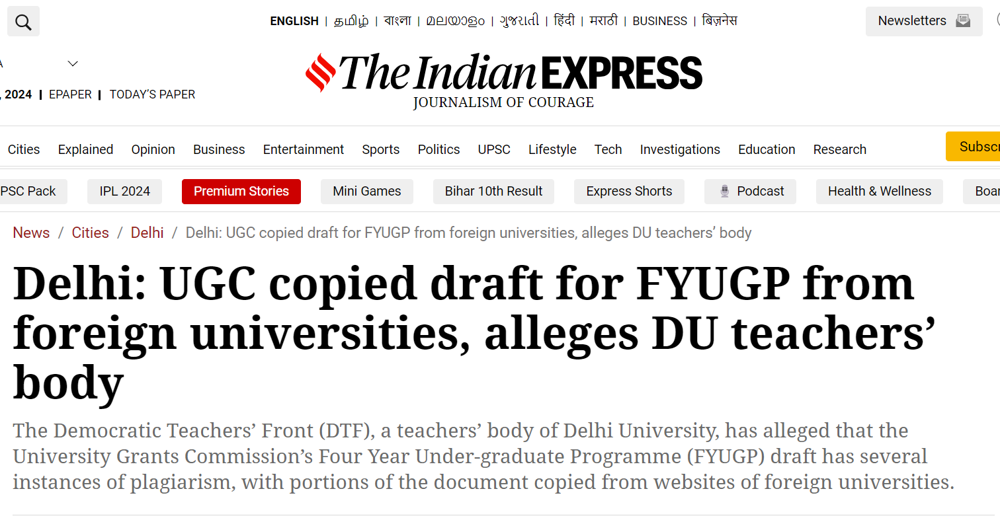 ENGLISH | தமிழ் | বাংলা | മലയാളം | ગુજરાતી | हिंदी | मराठी | BUSINESS | बिज़नेस
Newsletters
The Indian EXPRESS
JOURNALISM OF COURAGE
, 2024 | EPAPER | TODAY’S PAPER
Cities Explained Opinion Business Entertainment Sports Politics UPSC Lifestyle Tech Investigations Education Research
PSC Pack IPL 2024 Premium Stories Mini Games Bihar 10th Result Express Shorts Podcast Health & Wellness
News / Cities / Delhi / Delhi: UGC copied draft for FYUGP from foreign universities, alleges DU teachers’ body
Delhi: UGC copied draft for FYUGP from
foreign universities, alleges DU teachers’
body
The Democratic Teachers’ Front (DTF), a teachers’ body of Delhi University, has alleged that the
University Grants Commission’s Four Year Under-graduate Programme (FYUGP) draft has several
instances of plagiarism, with portions of the document copied from websites of foreign universities.